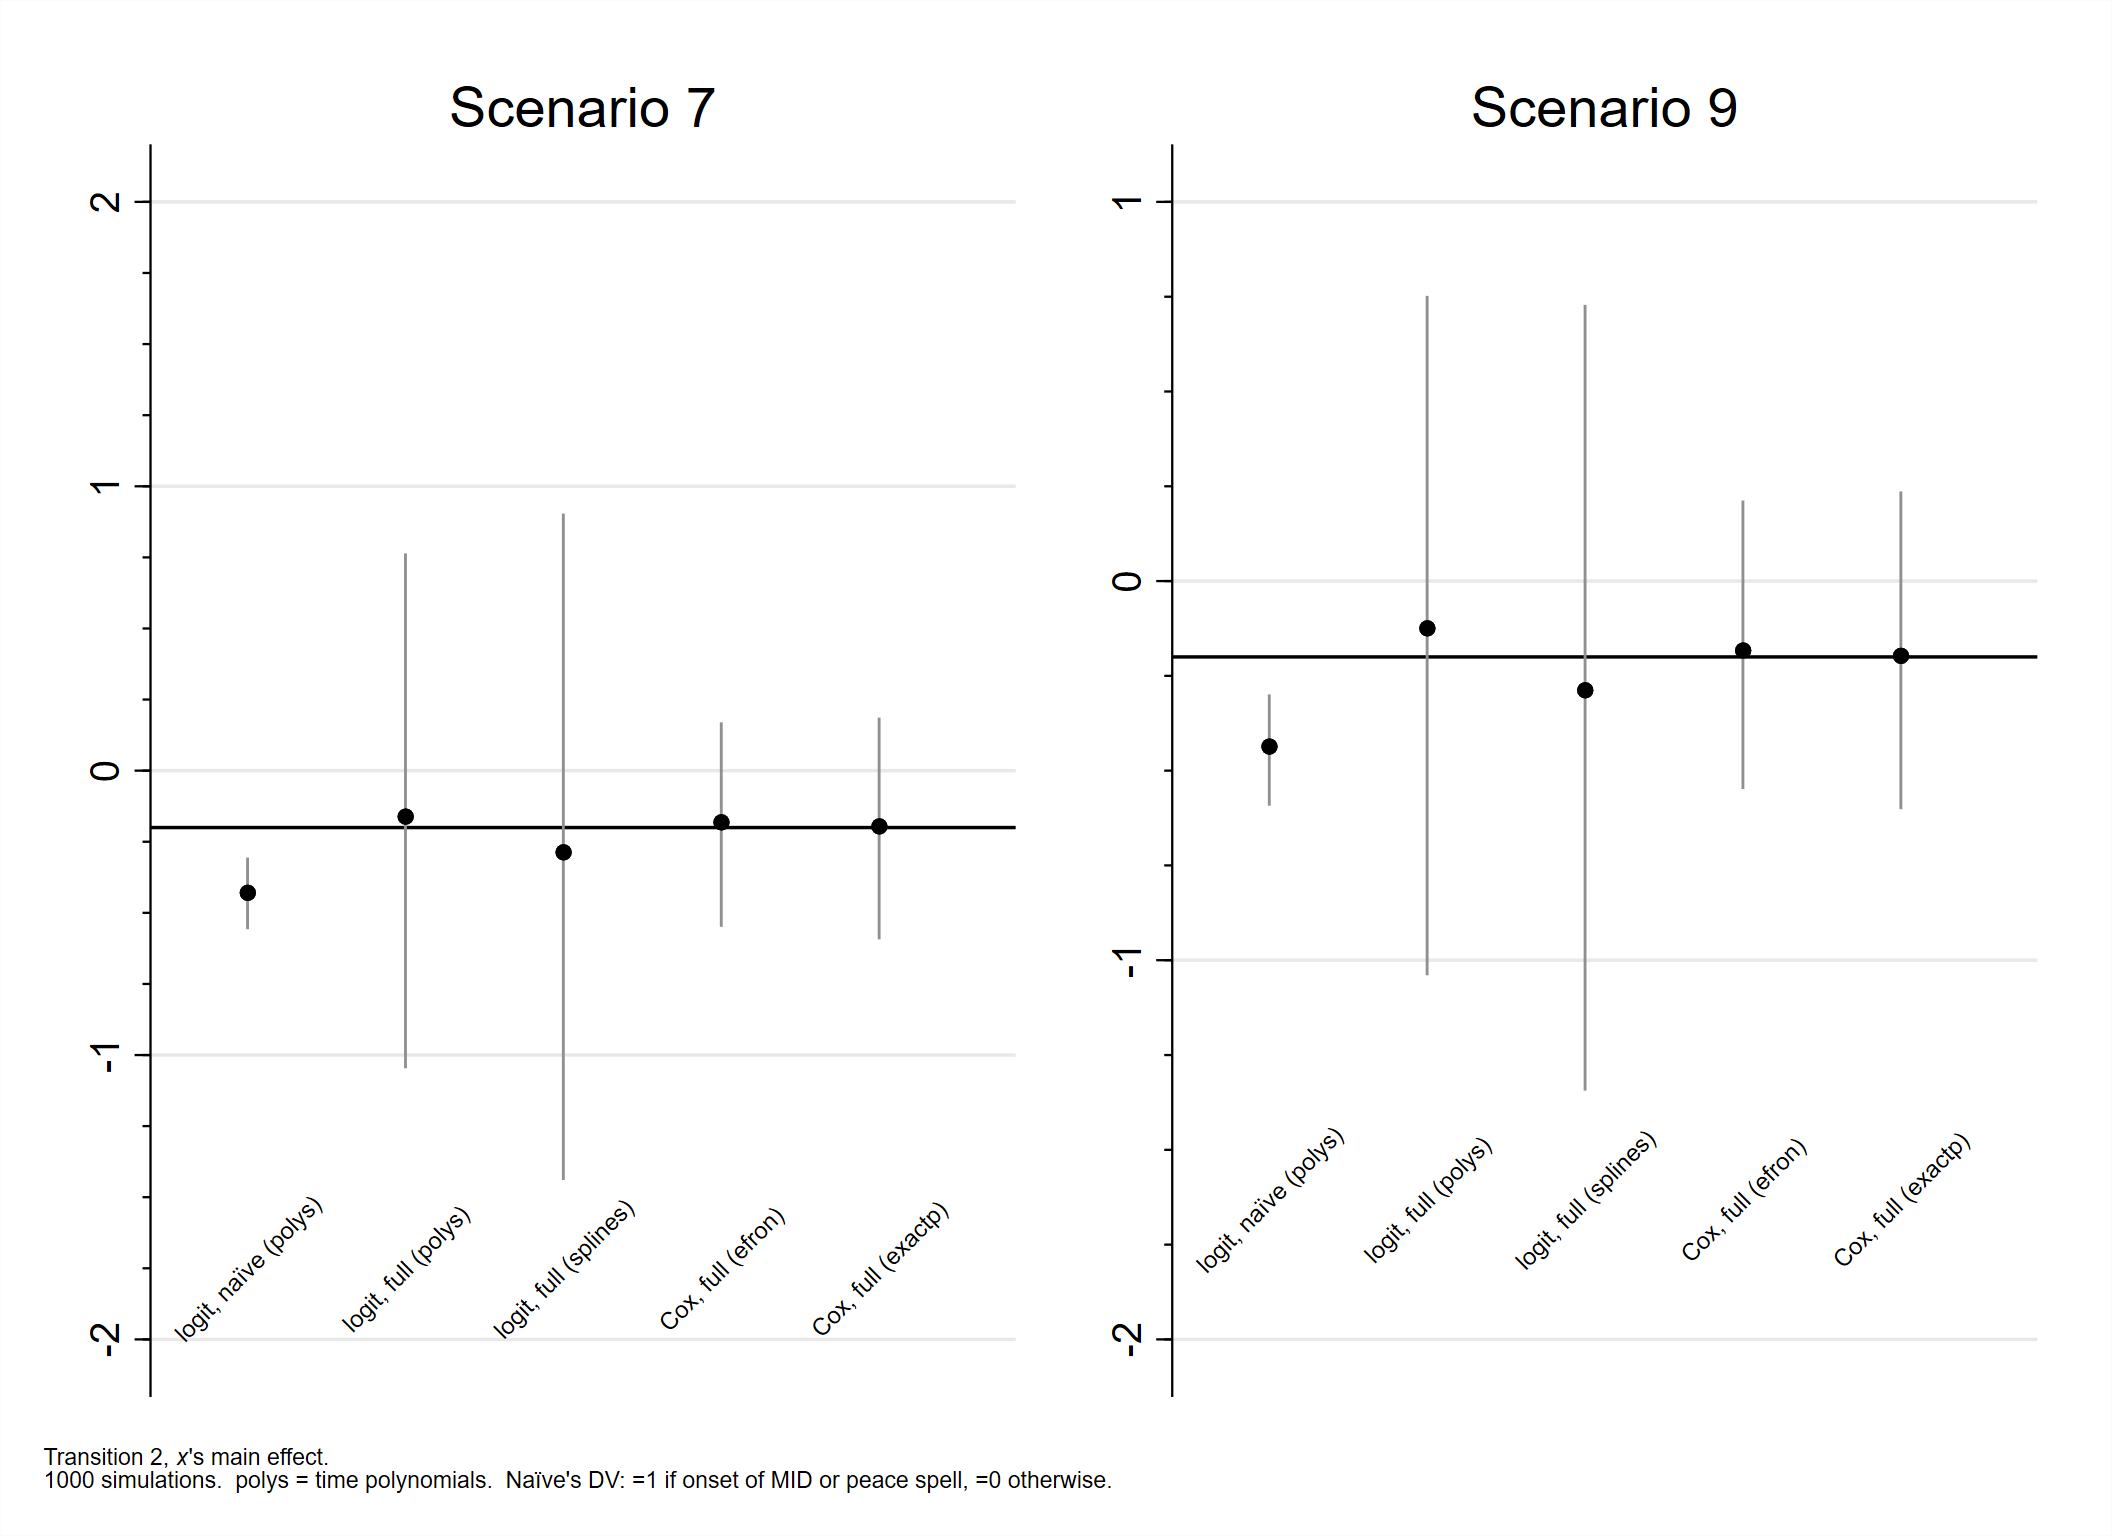 Scenario 7
2
1
0
-1
-2
logit, naïve (polys)
logit, full (polys)
logit, full (splines)
Cox, full (efron)
Cox, full (exactp)
Scenario 9
1
0
-1
-2
logit, naïve (polys)
logit, full (polys)
logit, full (splines)
Cox, full (efron)
Cox, full (exactp)
Transition 2, x's main effect.
1000 simulations.  polys = time polynomials.  Naïve's DV: =1 if onset of MID or peace spell, =0 otherwise.